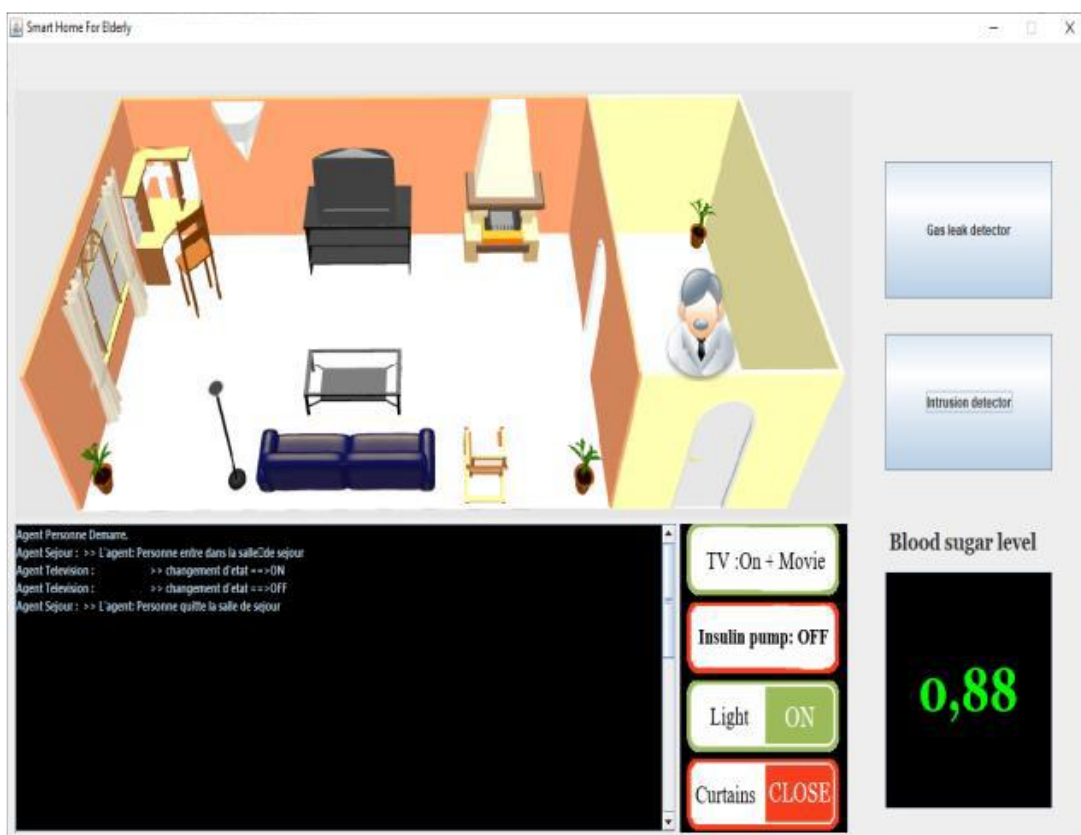 Smart Home For Elderly
Gas leak detector
Intrusion detector
Agent Personne Demarre.
Agent Sejour : >> L'agent: Personne entre dans la salle□de sejour
Agent Television : >> changement d'etat ==>ON
Agent Television : >> changement d'etat ==>OFF
Agent Sejour : >> L'agent: Personne quitte la salle de sejour
TV :On + Movie
Insulin pump: OFF
Light ON
Curtains CLOSE
Blood sugar level
0,88